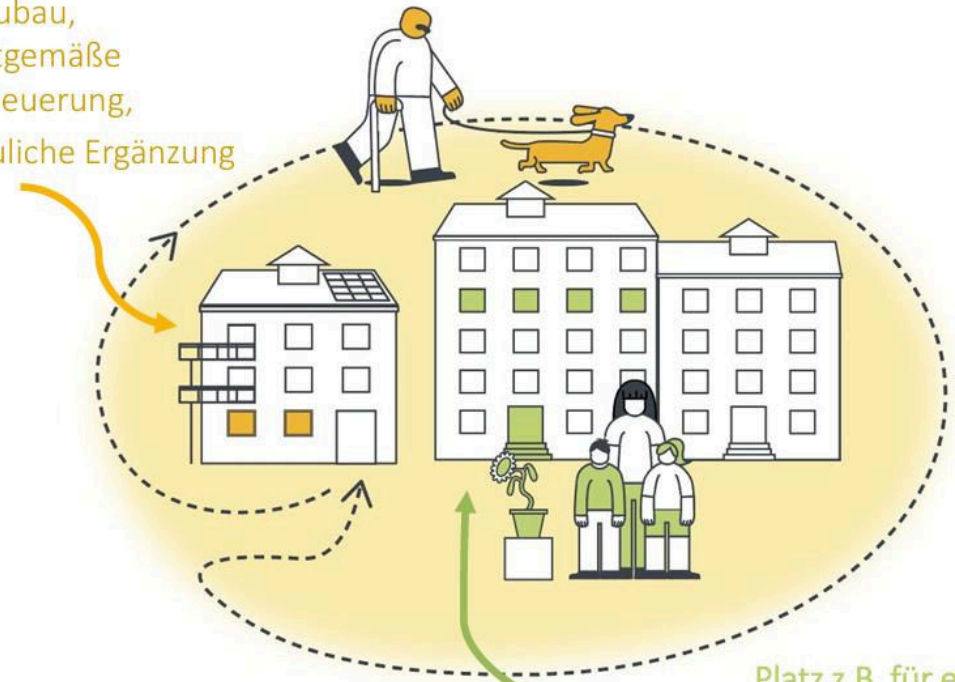 ubau,
tgemäße
euerung,
uliche Ergänzung
Platz z.B. für e